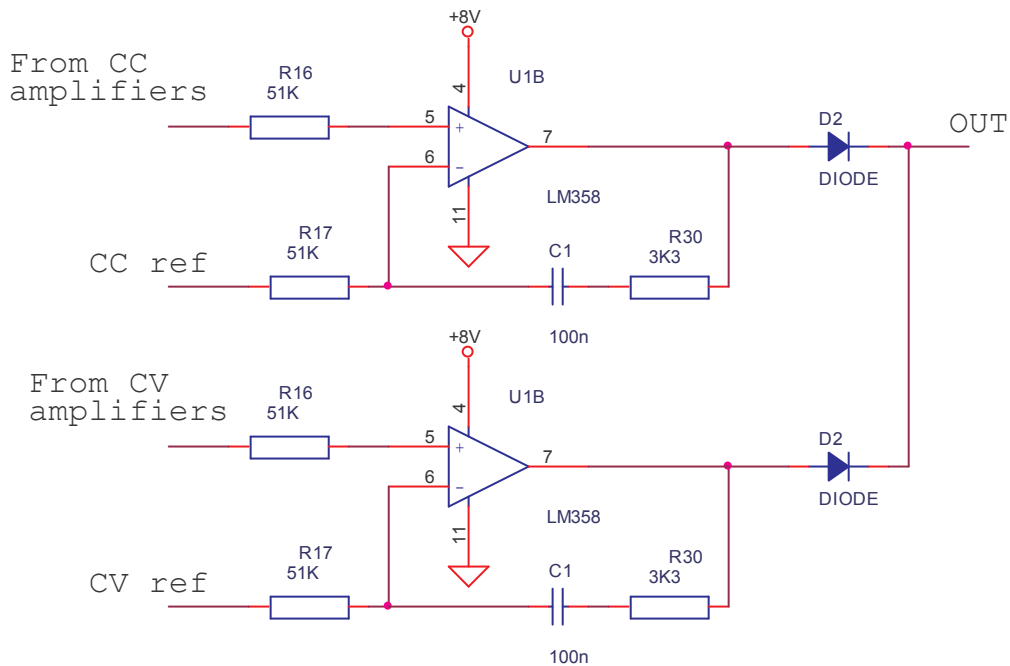 +8V
From CC
amplifiers
R16
51K
U1B
4
5
+
6
-
7
11
LM358
D2
DIODE
OUT
CC ref
R17
51K
C1
100n
R30
3K3
+8V
From CV
amplifiers
R16
51K
U1B
4
5
+
6
-
7
11
LM358
D2
DIODE
CV ref
R17
51K
C1
100n
R30
3K3